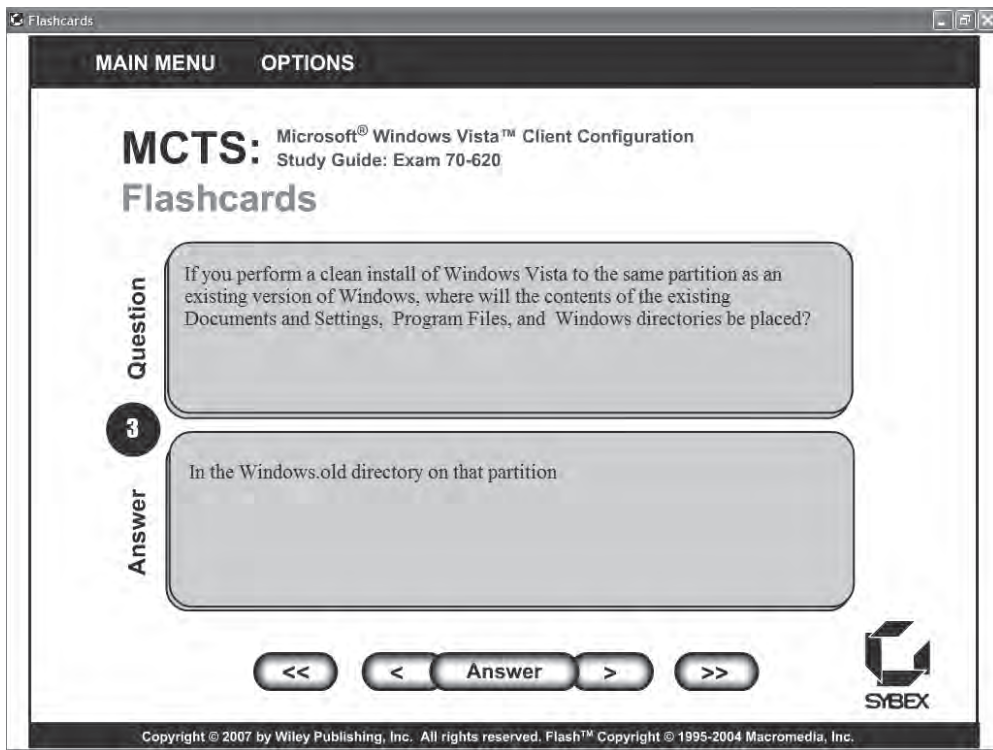 Flashcards
MAIN MENU OPTIONS
MCTS: Microsoft® Windows Vista™ Client Configuration
Study Guide: Exam 70-620
Flashcards
Question
If you perform a clean install of Windows Vista to the same partition as an
existing version of Windows, where will the contents of the existing
Documents and Settings, Program Files, and Windows directories be placed?
3
Answer
In the Windows.old directory on that partition
<< < Answer > >>
SYBEX
Copyright © 2007 by Wiley Publishing, Inc. All rights reserved. Flash™ Copyright © 1995-2004 Macromedia, Inc.